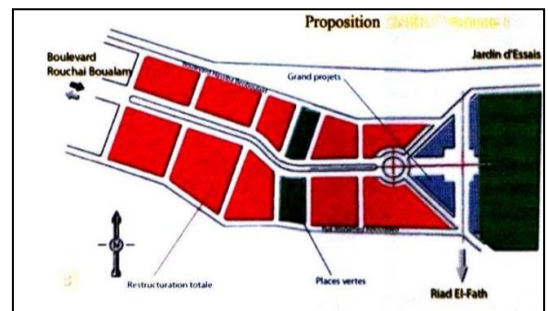 Proposition
Jardin d'Essais
Boulevard
Rouchai Boualam
Grand projets
Restructuration totale
Places vertes
Riad El-Fath